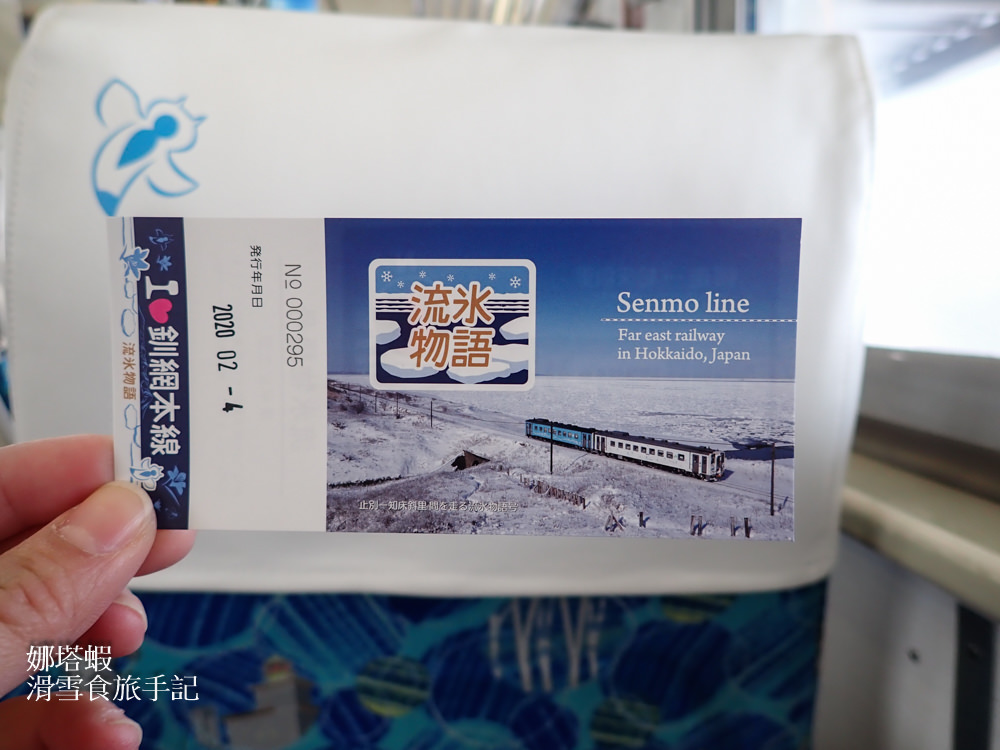 I ❤ 釧網本線
流氷物語
発行年月日
2020 02 - 4
No 000295
流氷
物語
Senmo line
Far east railway
in Hokkaido, Japan
止別－知床斜里間を走る流氷物語号
娜塔蝦
滑雪食旅手記